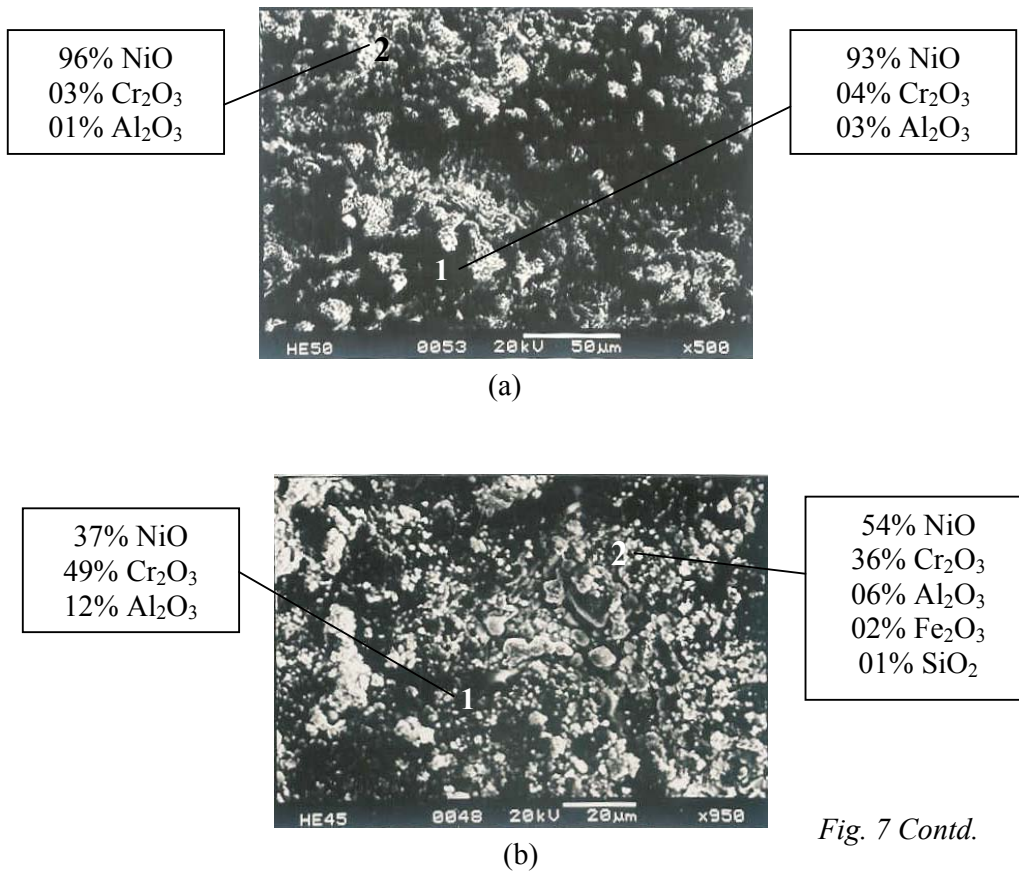 96% NiO
03% Cr₂O₃
01% Al₂O₃
2
93% NiO
04% Cr₂O₃
03% Al₂O₃
1
HE50 0053 20kV 50µm x500
(a)
37% NiO
49% Cr₂O₃
12% Al₂O₃
2
54% NiO
36% Cr₂O₃
06% Al₂O₃
02% Fe₂O₃
01% SiO₂
1
HE45 0048 20kV 20µm x950
Fig. 7 Contd.
(b)